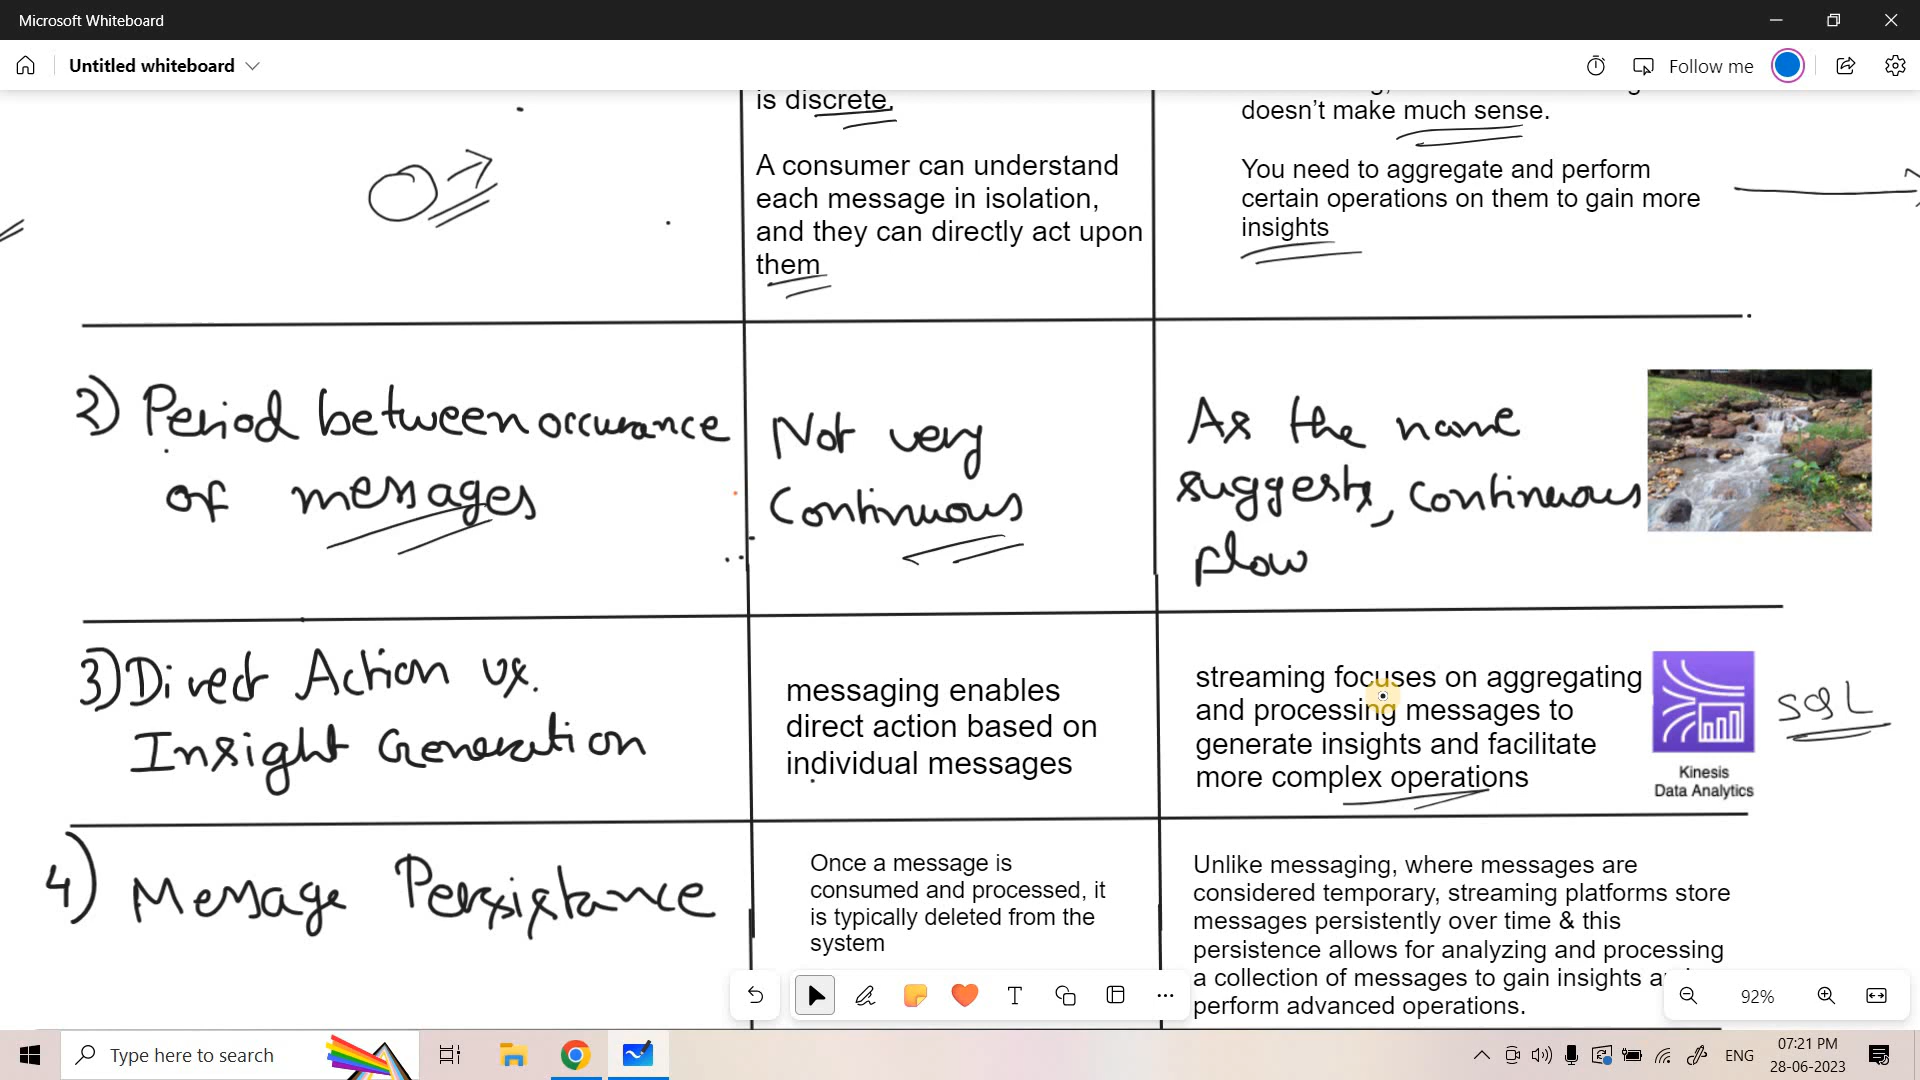 Microsoft Whiteboard
Untitled whiteboard
Follow me
is discrete.
A consumer can understand
each message in isolation,
and they can directly act upon
them
doesn't make much sense.
You need to aggregate and perform
certain operations on them to gain more
insights
2) Period between occurance
of messages
Not very
Continuous
As the name
suggests, continuous
flow
3) Direct Action vs.
Insight Generation
messaging enables
direct action based on
individual messages
streaming focuses on aggregating
and processing messages to
generate insights and facilitate
more complex operations
Kinesis
Data Analytics
SQL
4) Message Persistance
Once a message is
consumed and processed, it
is typically deleted from the
system
Unlike messaging, where messages are
considered temporary, streaming platforms store
messages persistently over time & this
persistence allows for analyzing and processing
a collection of messages to gain insights
perform advanced operations.
92%
Type here to search
ENG
07:21 PM
28-06-2023